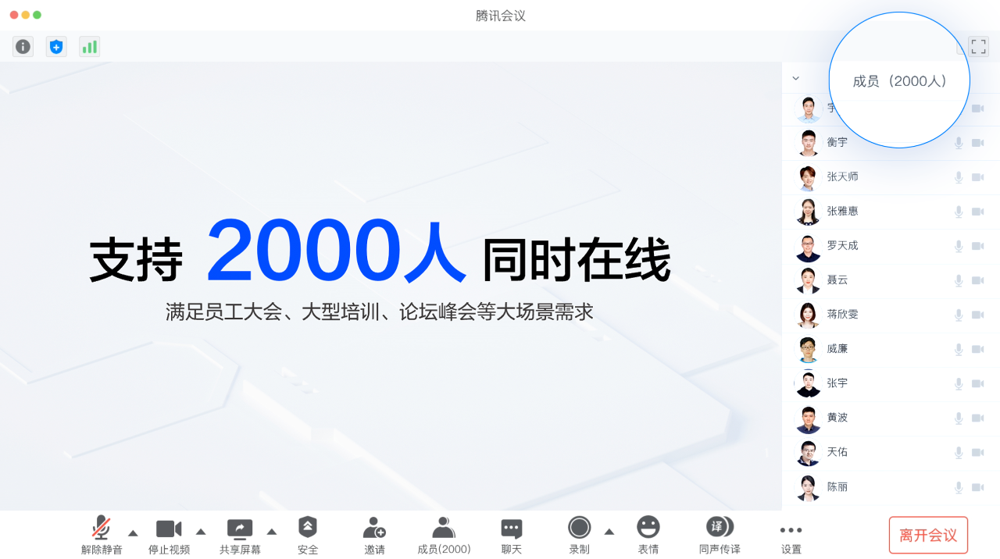 腾讯会议
成员（2000人）
宇
衡宇
张天师
张雅惠
罗天成
聂云
蒋欣雯
威廉
张宇
黄波
天佑
陈丽
支持 2000人 同时在线
满足员工大会、大型培训、论坛峰会等大场景需求
解除静音
停止视频
共享屏幕
安全
邀请
成员(2000)
聊天
录制
表情
译
同声传译
设置
离开会议